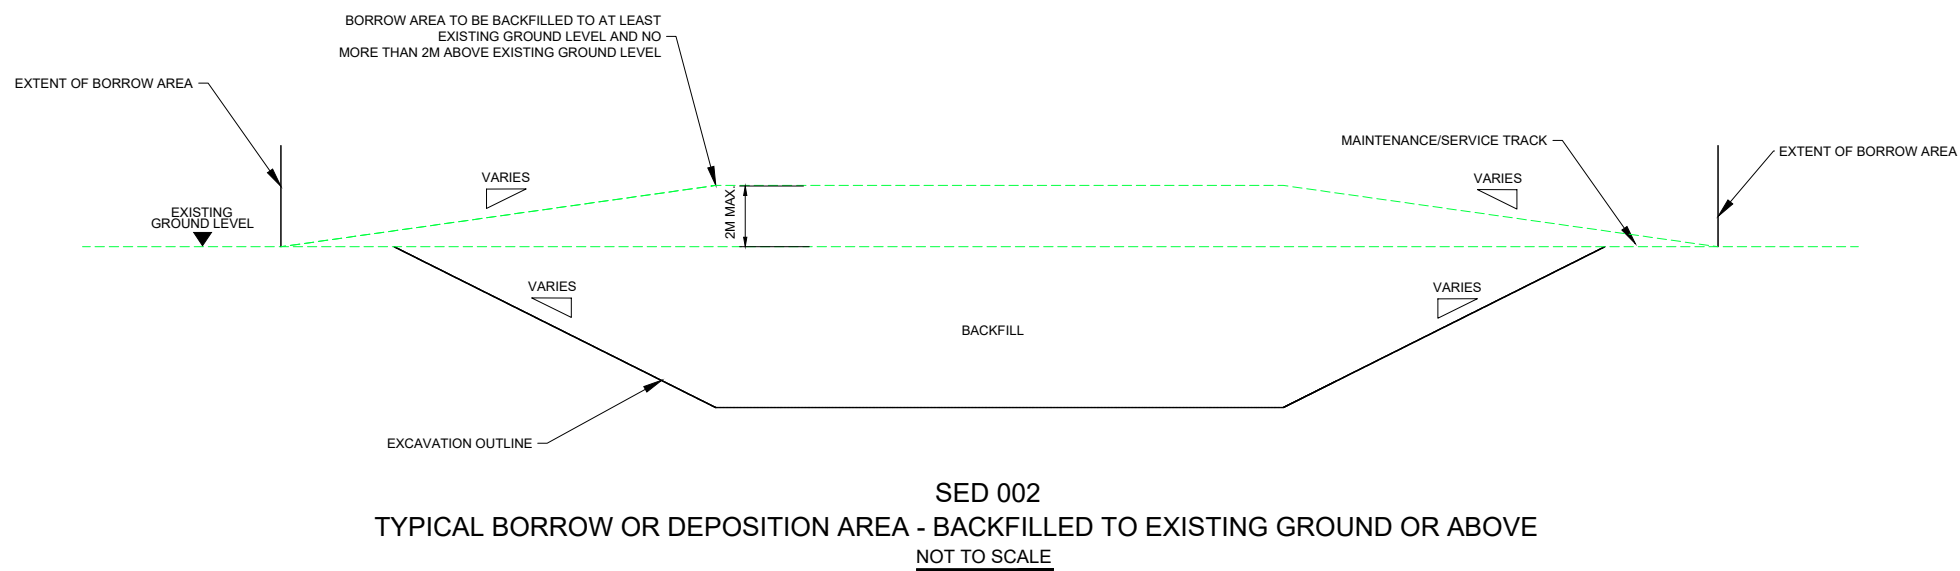 BORROW AREA TO BE BACKFILLED TO AT LEAST
EXISTING GROUND LEVEL AND NO
MORE THAN 2M ABOVE EXISTING GROUND LEVEL
EXTENT OF BORROW AREA
MAINTENANCE/SERVICE TRACK
EXTENT OF BORROW AREA
VARIES
VARIES
2M MAX
EXISTING
GROUND LEVEL
VARIES
VARIES
BACKFILL
EXCAVATION OUTLINE
SED 002
TYPICAL BORROW OR DEPOSITION AREA - BACKFILLED TO EXISTING GROUND OR ABOVE
NOT TO SCALE